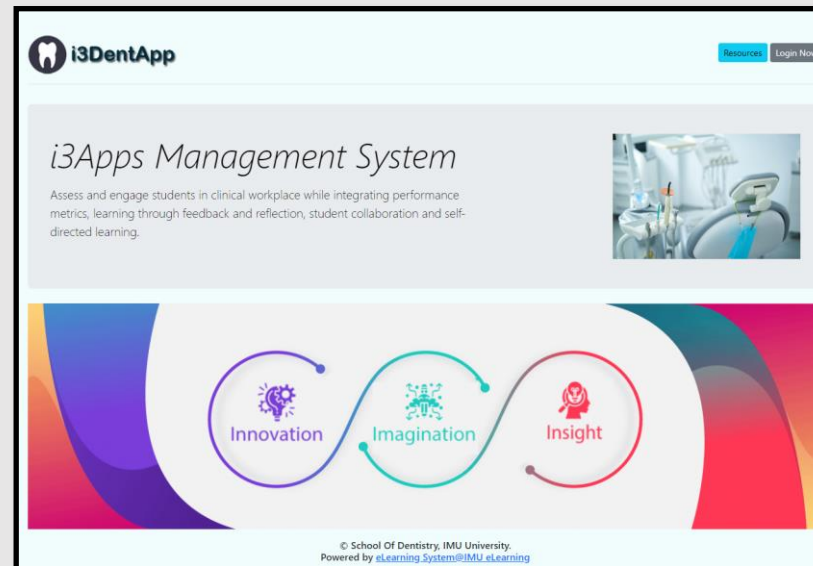 i3DentApp
Resources
Login Now
i3Apps Management System
Assess and engage students in clinical workplace while integrating performance
metrics, learning through feedback and reflection, student collaboration and self-
directed learning.
Innovation
Imagination
Insight
© School Of Dentistry, IMU University.
Powered by eLearning System@IMU eLearning